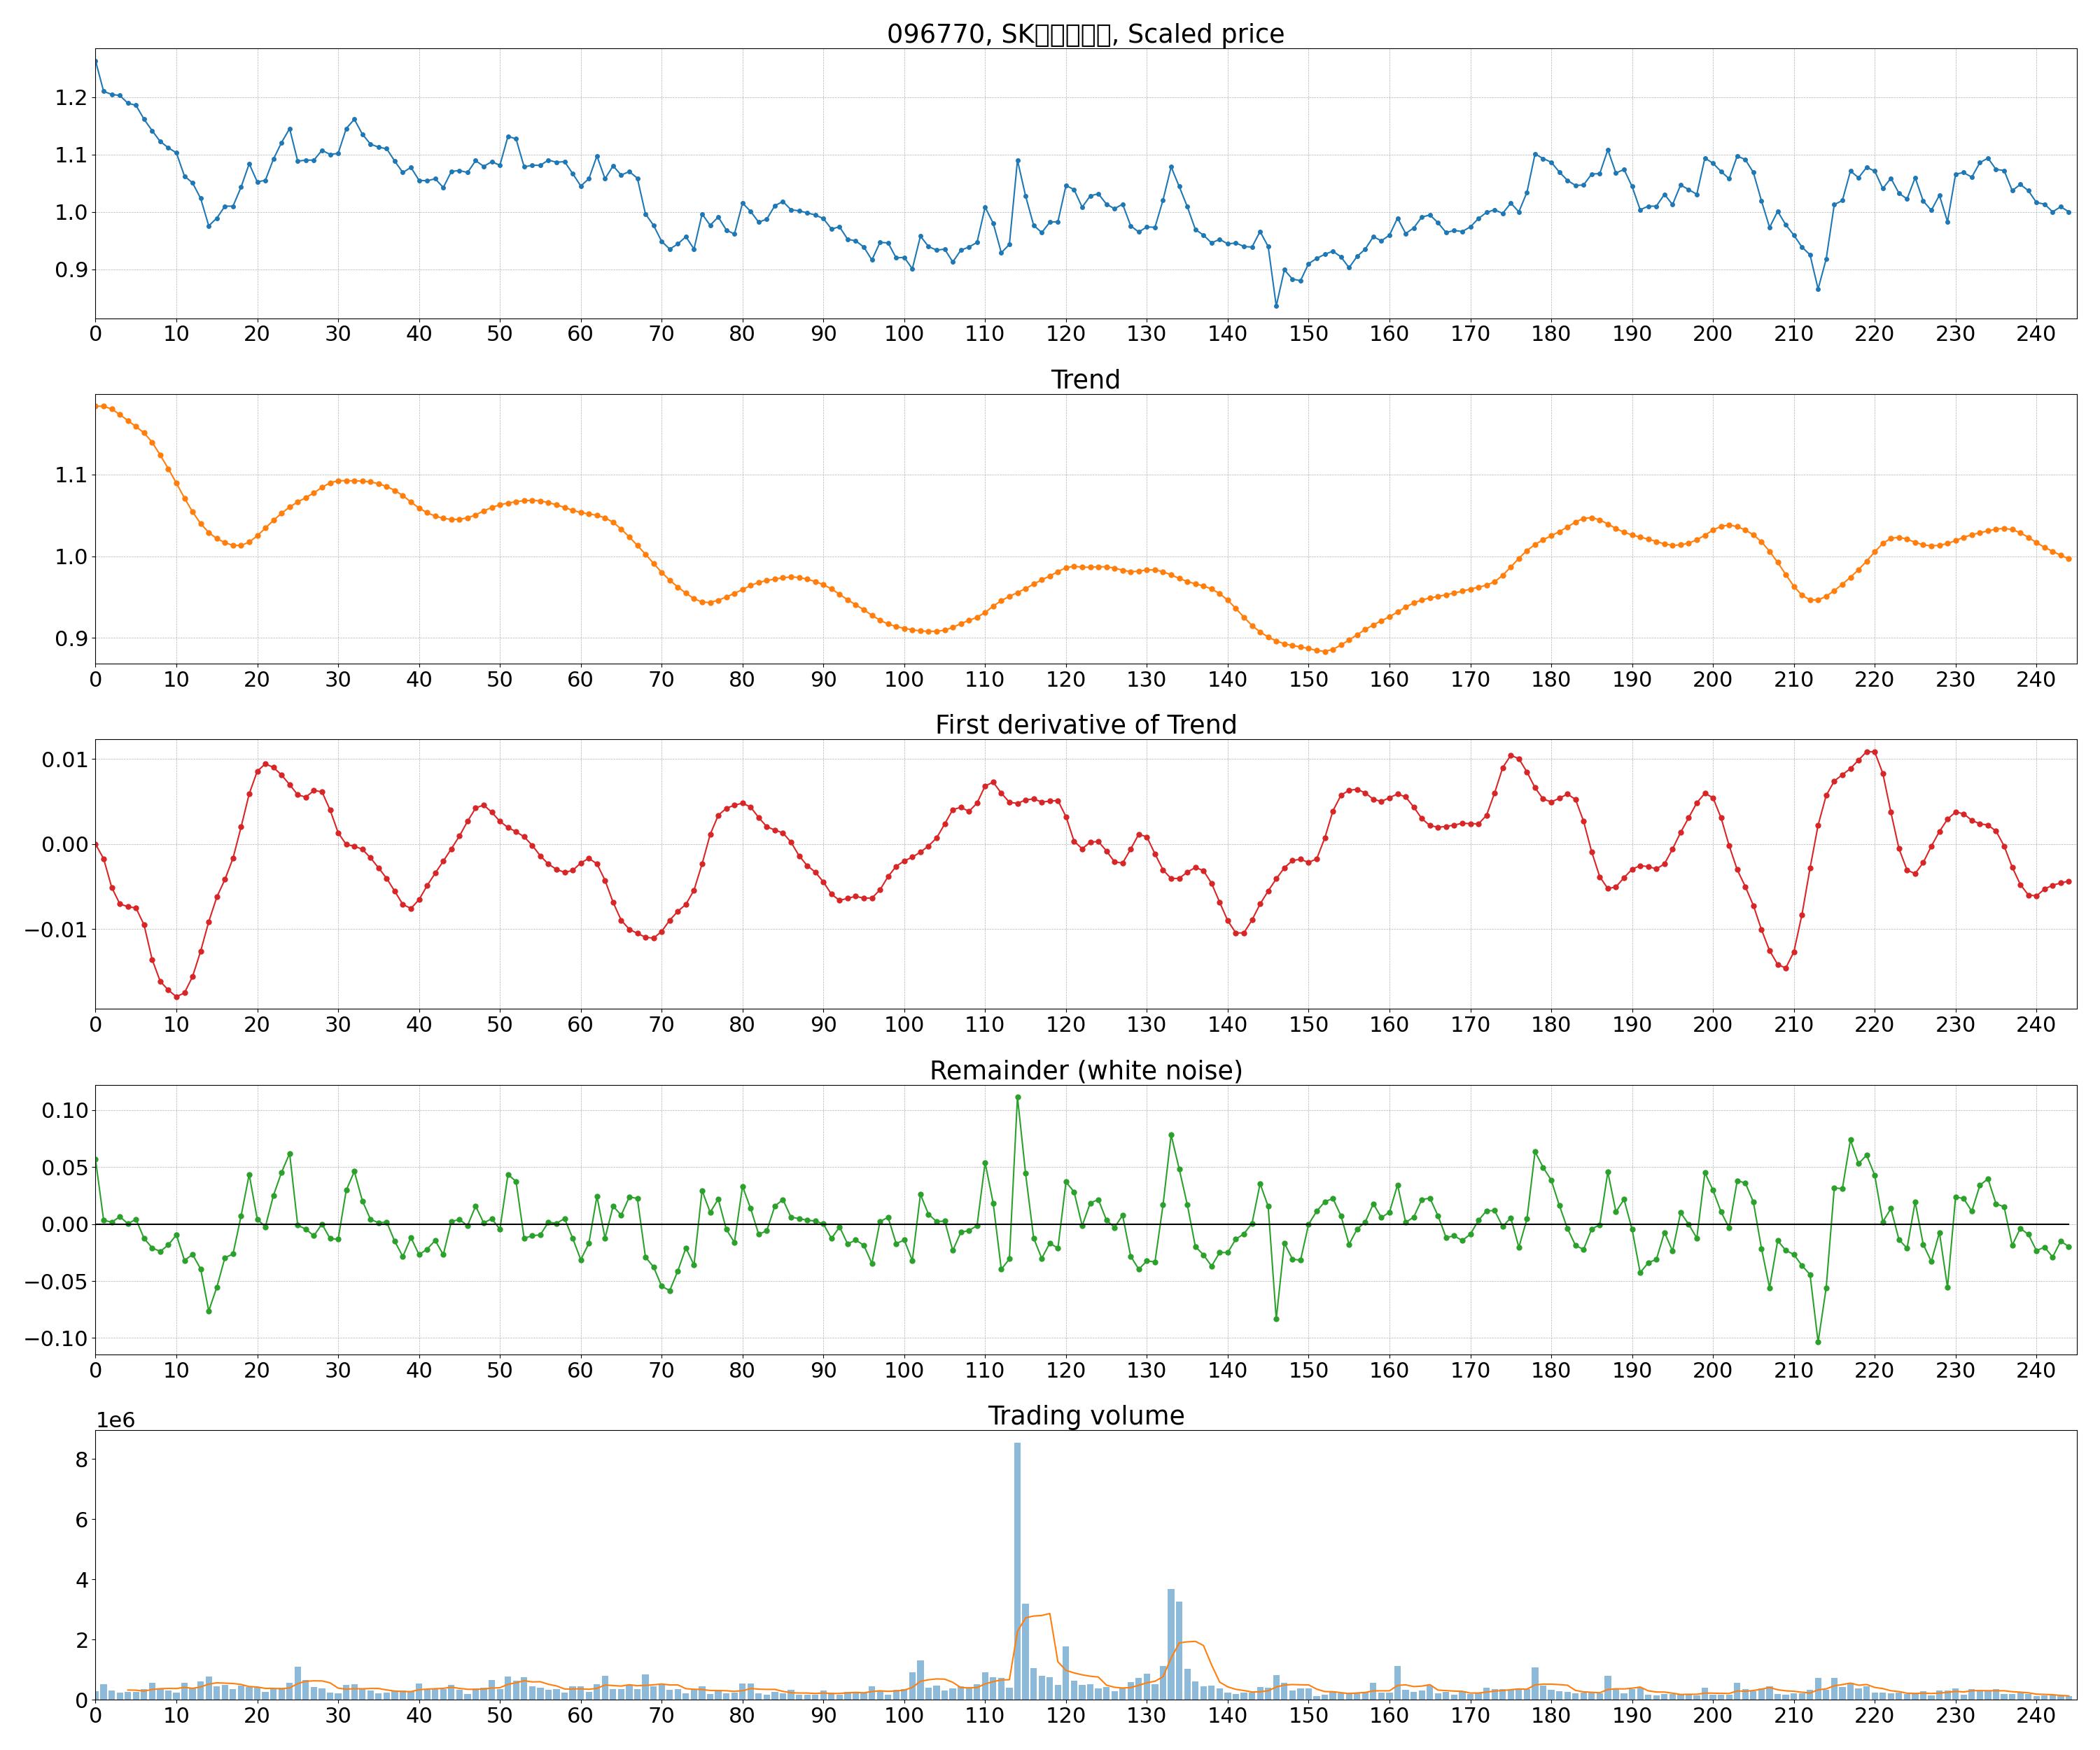 096770, SK□□□□□, Scaled price
1.2
1.1
1.0
0.9
0 10 20 30 40 50 60 70 80 90 100 110 120 130 140 150 160 170 180 190 200 210 220 230 240
Trend
1.1
1.0
0.9
0 10 20 30 40 50 60 70 80 90 100 110 120 130 140 150 160 170 180 190 200 210 220 230 240
First derivative of Trend
0.01
0.00
−0.01
0 10 20 30 40 50 60 70 80 90 100 110 120 130 140 150 160 170 180 190 200 210 220 230 240
Remainder (white noise)
0.10
0.05
0.00
−0.05
−0.10
0 10 20 30 40 50 60 70 80 90 100 110 120 130 140 150 160 170 180 190 200 210 220 230 240
Trading volume
1e6
8
6
4
2
0
0 10 20 30 40 50 60 70 80 90 100 110 120 130 140 150 160 170 180 190 200 210 220 230 240